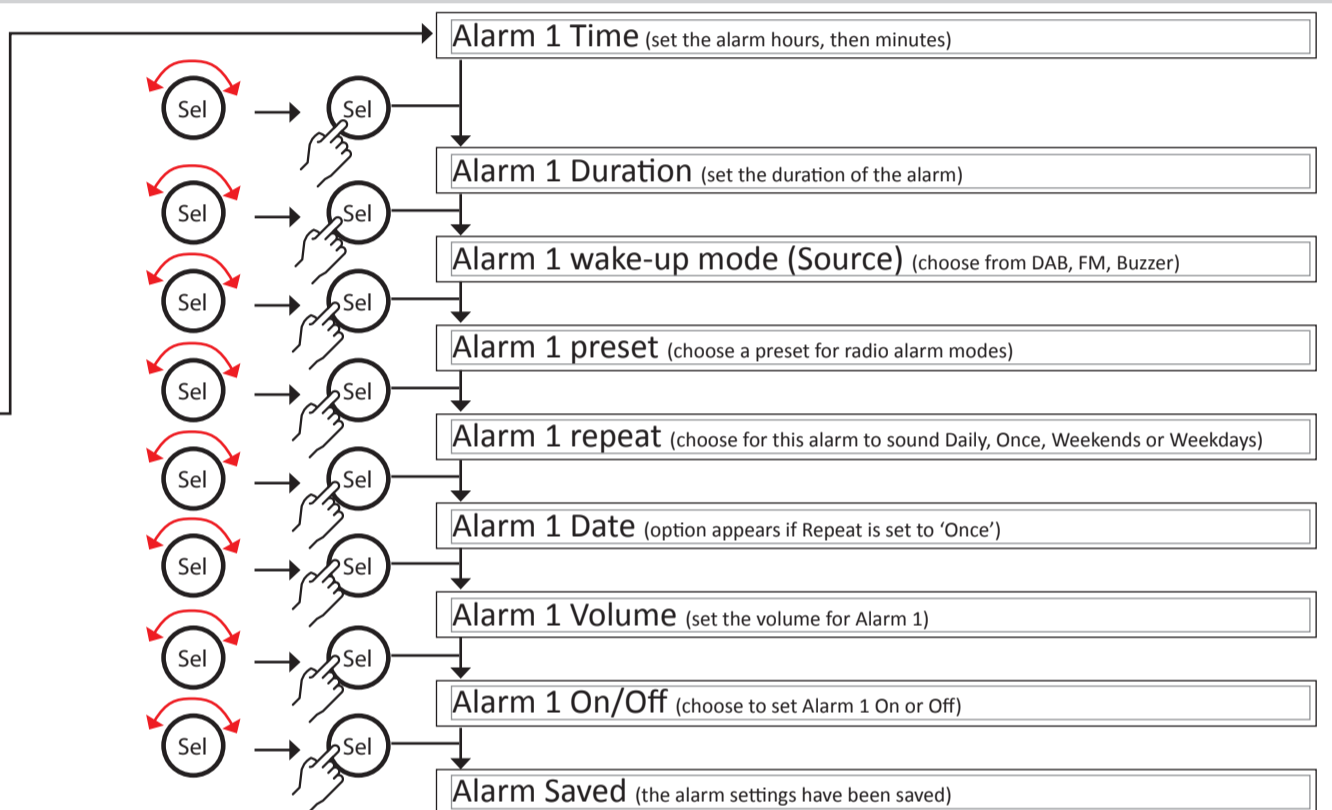 Alarm 1 Time (set the alarm hours, then minutes)
Sel Sel
Alarm 1 Duration (set the duration of the alarm)
Sel Sel
Alarm 1 wake-up mode (Source) (choose from DAB, FM, Buzzer)
Sel Sel
Alarm 1 preset (choose a preset for radio alarm modes)
Sel Sel
Alarm 1 repeat (choose for this alarm to sound Daily, Once, Weekends or Weekdays)
Sel Sel
Alarm 1 Date (option appears if Repeat is set to ‘Once’)
Sel Sel
Alarm 1 Volume (set the volume for Alarm 1)
Sel Sel
Alarm 1 On/Off (choose to set Alarm 1 On or Off)
Sel Sel
Alarm Saved (the alarm settings have been saved)